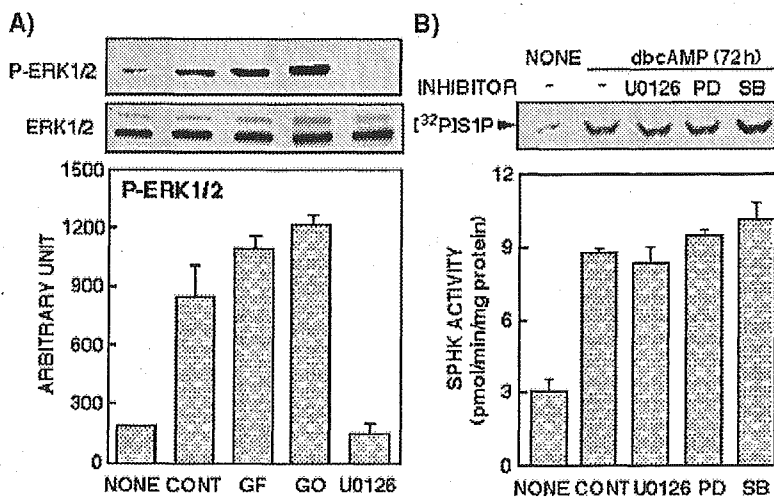 A)
P-ERK1/2
ERK1/2
1500
1200
900
600
300
0
ARBITRARY UNIT
P-ERK1/2
NONE CONT GF GO U0126
B)
NONE dbcAMP (72h)
INHIBITOR - - U0126 PD SB
[³²P]S1P
12
9
6
3
0
SPHK ACTIVITY
(pmol/min/mg protein)
NONE CONT U0126 PD SB